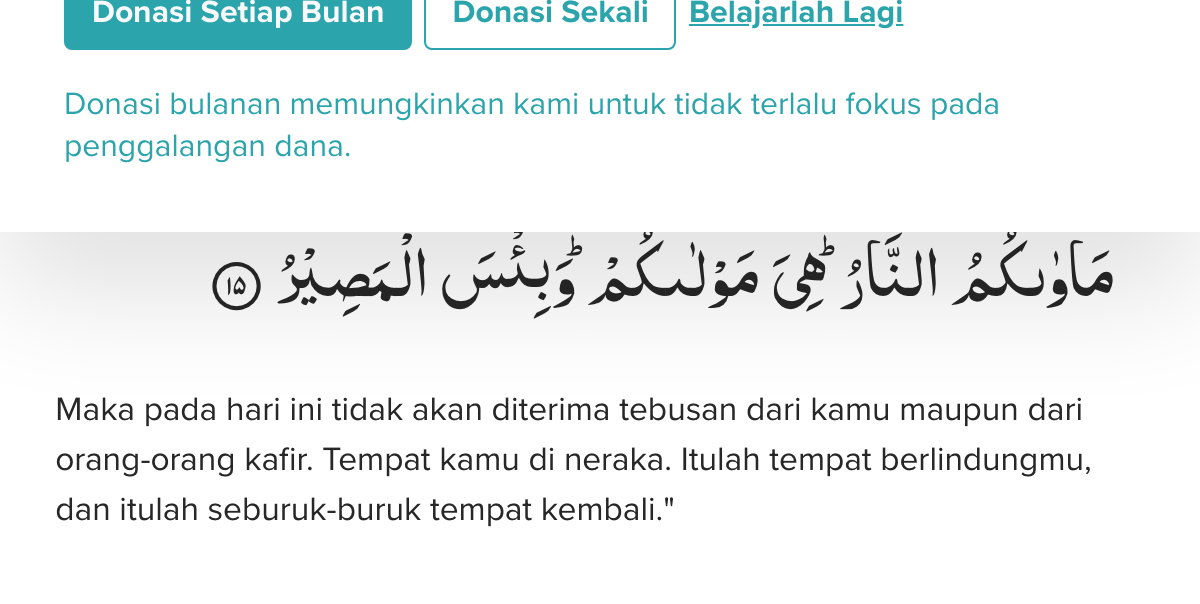 Donasi Setiap Bulan Donasi Sekali Belajarlah Lagi
Donasi bulanan memungkinkan kami untuk tidak terlalu fokus pada
penggalangan dana.
مَاْوٰىكُمُ النَّارُ ؕهِىَ مَوْلٰٮكُمْ ؕوَبِئْسَ الْمَصِيْرُ ١٥
Maka pada hari ini tidak akan diterima tebusan dari kamu maupun dari
orang-orang kafir. Tempat kamu di neraka. Itulah tempat berlindungmu,
dan itulah seburuk-buruk tempat kembali."